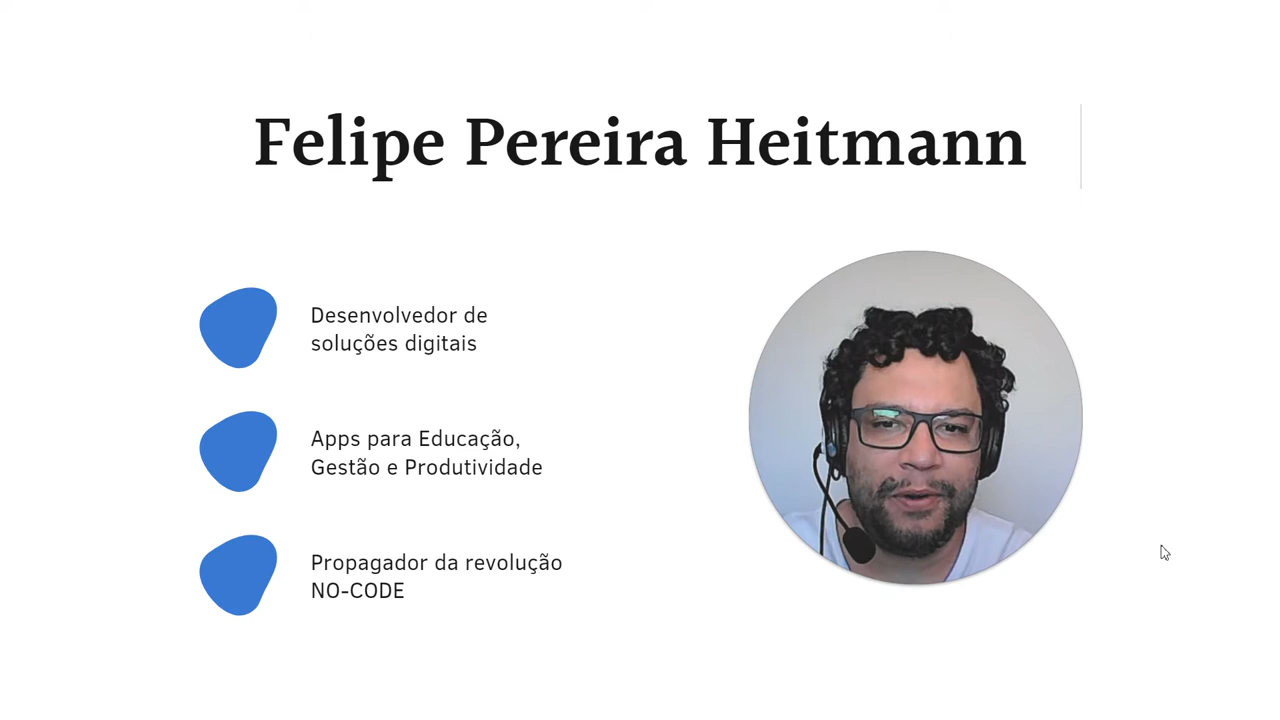 Felipe Pereira Heitmann
Desenvolvedor de
soluções digitais
Apps para Educação,
Gestão e Produtividade
Propagador da revolução
NO-CODE